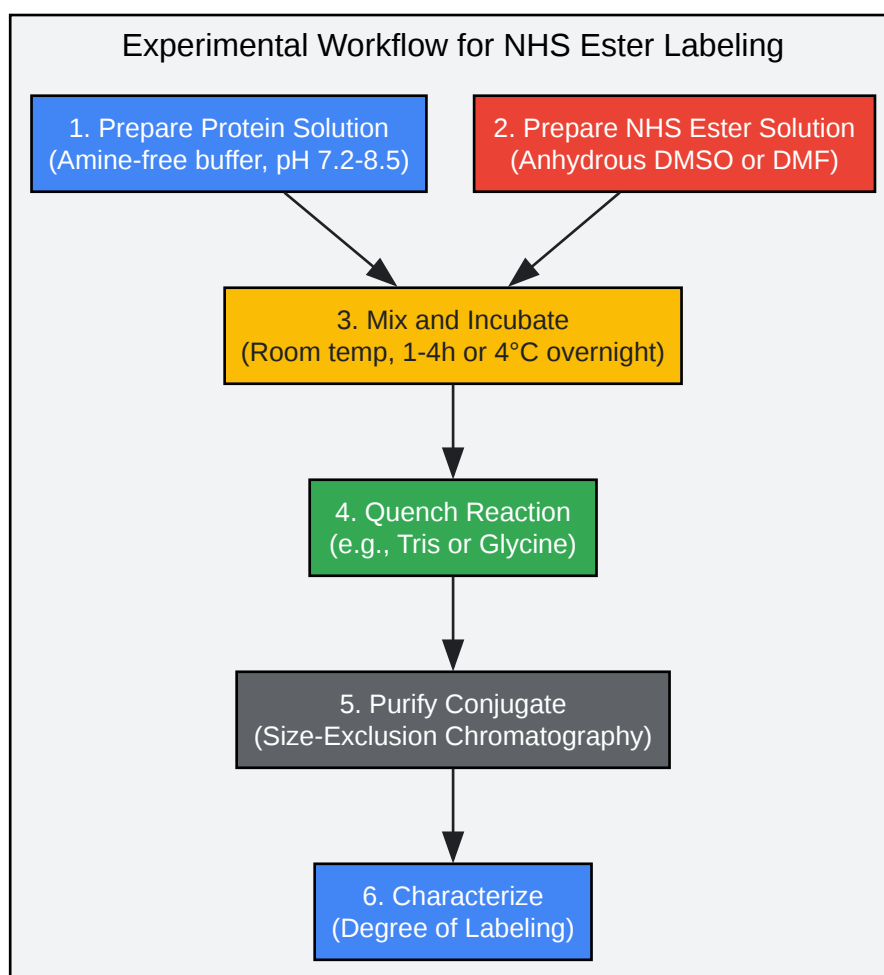 Experimental Workflow for NHS Ester Labeling
1. Prepare Protein Solution
(Amine-free buffer, pH 7.2-8.5)
2. Prepare NHS Ester Solution
(Anhydrous DMSO or DMF)
3. Mix and Incubate
(Room temp, 1-4h or 4°C overnight)
4. Quench Reaction
(e.g., Tris or Glycine)
5. Purify Conjugate
(Size-Exclusion Chromatography)
6. Characterize
(Degree of Labeling)